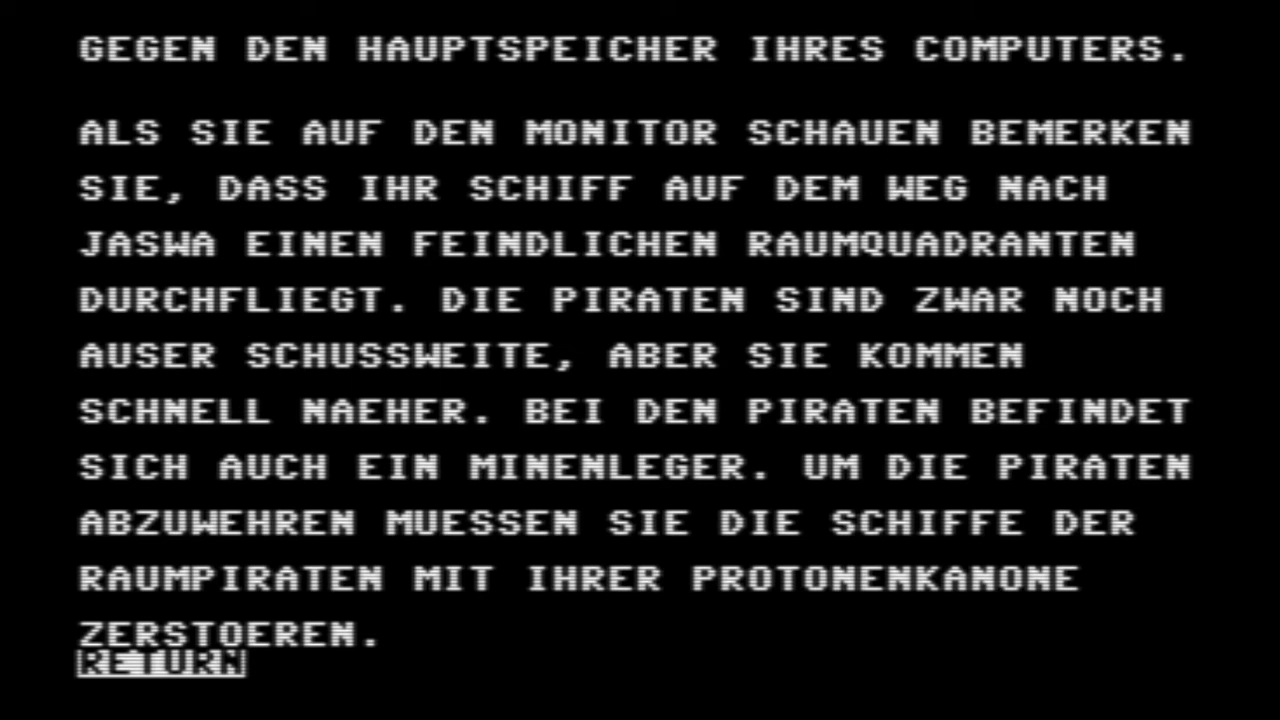 GEGEN DEN HAUPTSPEICHER IHRES COMPUTERS.
ALS SIE AUF DEN MONITOR SCHAUEN BEMERKEN
SIE, DASS IHR SCHIFF AUF DEM WEG NACH
JASWA EINEN FEINDLICHEN RAUMQUADRANTEN
DURCHFLIEGT. DIE PIRATEN SIND ZWAR NOCH
AUSER SCHUSSWEITE, ABER SIE KOMMEN
SCHNELL NAEHER. BEI DEN PIRATEN BEFINDET
SICH AUCH EIN MINENLEGER. UM DIE PIRATEN
ABZUWEHREN MUESSEN SIE DIE SCHIFFE DER
RAUMPIRATEN MIT IHRER PROTONENKANONE
ZERSTOEREN.
RETURN